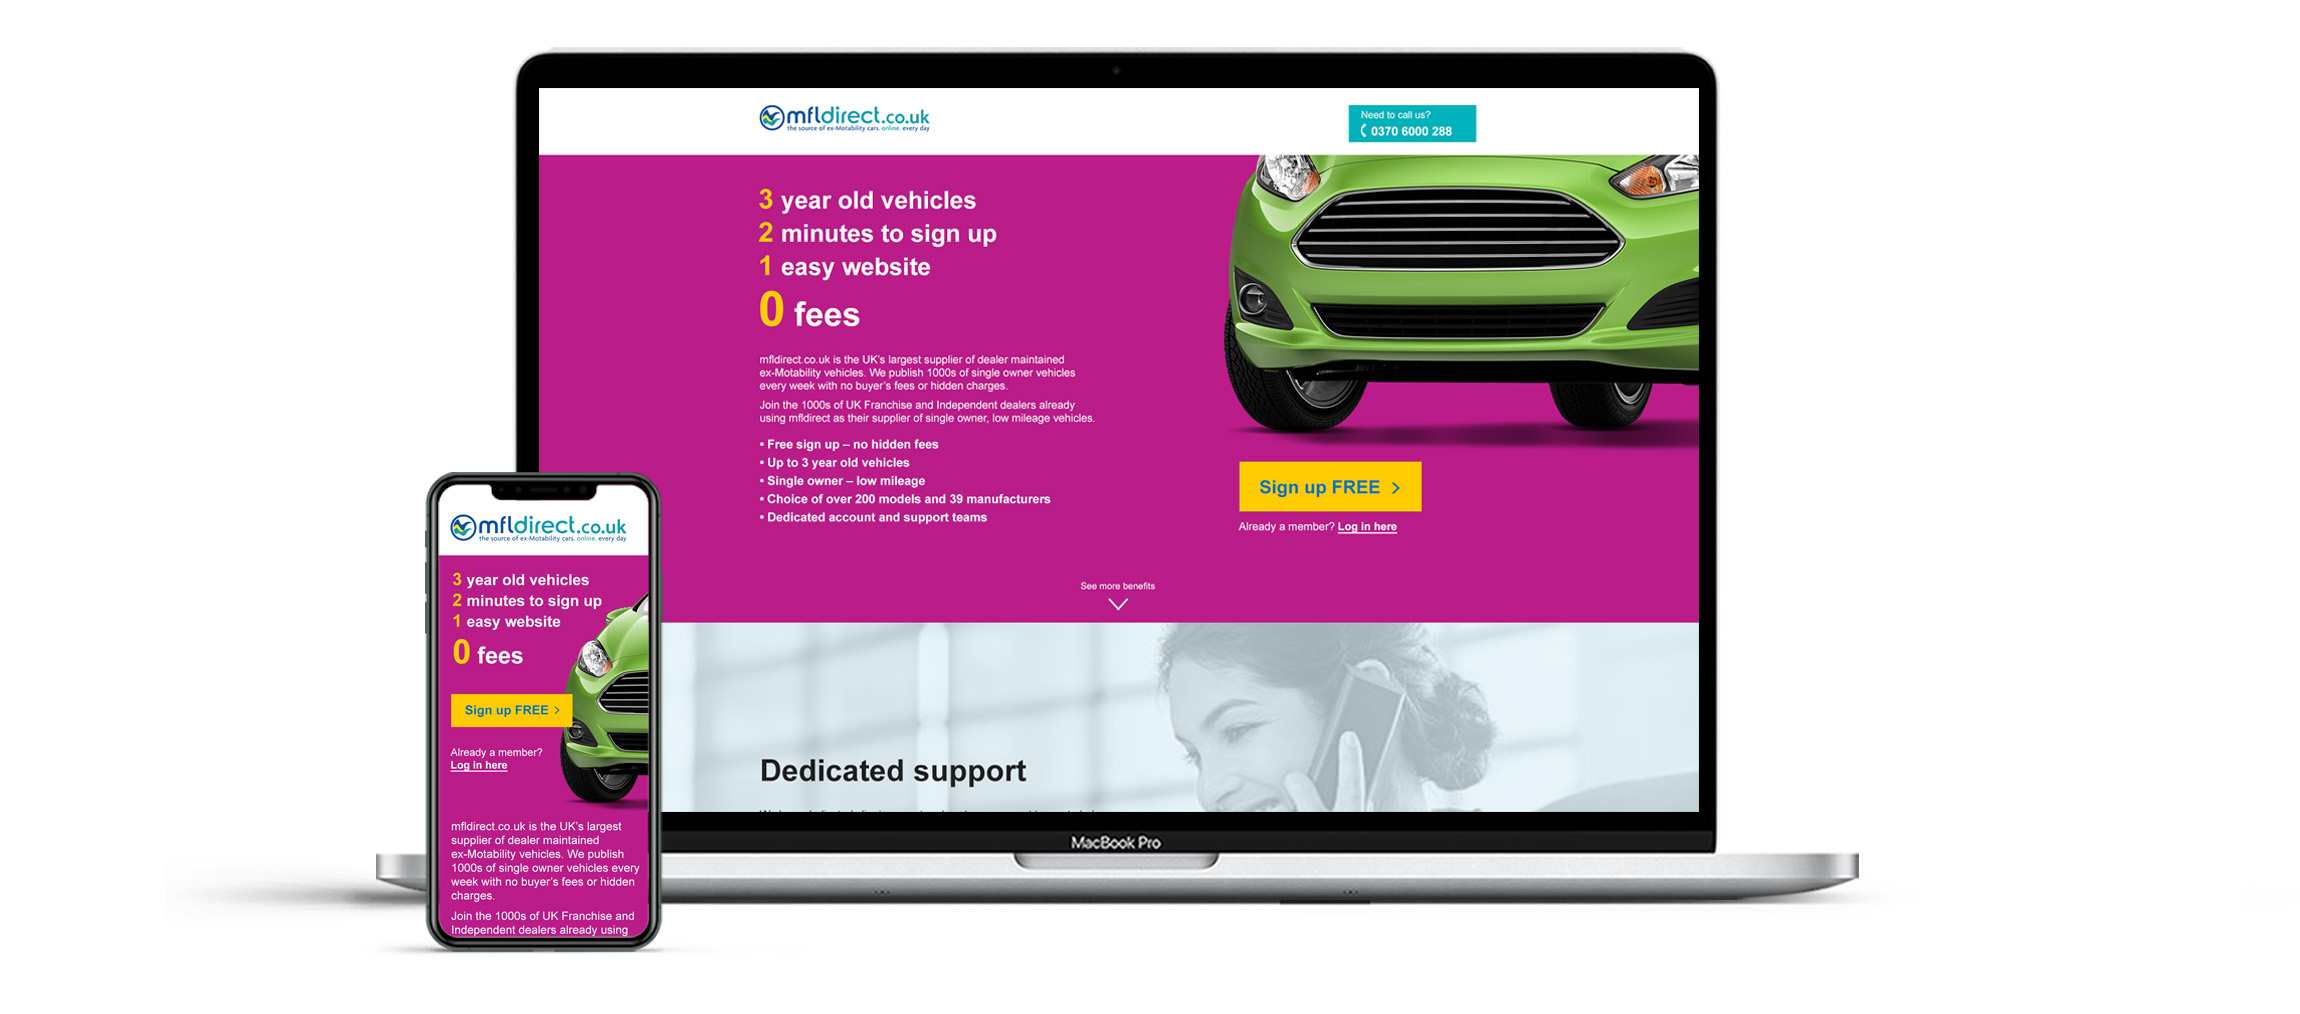 mfldirect.co.uk
the source of ex-Motability cars. online. every day
Need to call us?
0370 6000 288
3 year old vehicles
2 minutes to sign up
1 easy website
0 fees
mfldirect.co.uk is the UK's largest supplier of dealer maintained
ex-Motability vehicles. We publish 1000s of single owner vehicles
every week with no buyer's fees or hidden charges.
Join the 1000s of UK Franchise and Independent dealers already
using mfldirect as their supplier of single owner, low mileage vehicles.
• Free sign up – no hidden fees
• Up to 3 year old vehicles
• Single owner – low mileage
• Choice of over 200 models and 39 manufacturers
• Dedicated account and support teams
Sign up FREE >
Already a member? Log in here
See more benefits
Dedicated support
MacBook Pro
mfldirect.co.uk
the source of ex-Motability cars. online. every day
3 year old vehicles
2 minutes to sign up
1 easy website
0 fees
Sign up FREE >
Already a member?
Log in here
mfldirect.co.uk is the UK's largest
supplier of dealer maintained
ex-Motability vehicles. We publish
1000s of single owner vehicles every
week with no buyer's fees or hidden
charges.
Join the 1000s of UK Franchise and
Independent dealers already using